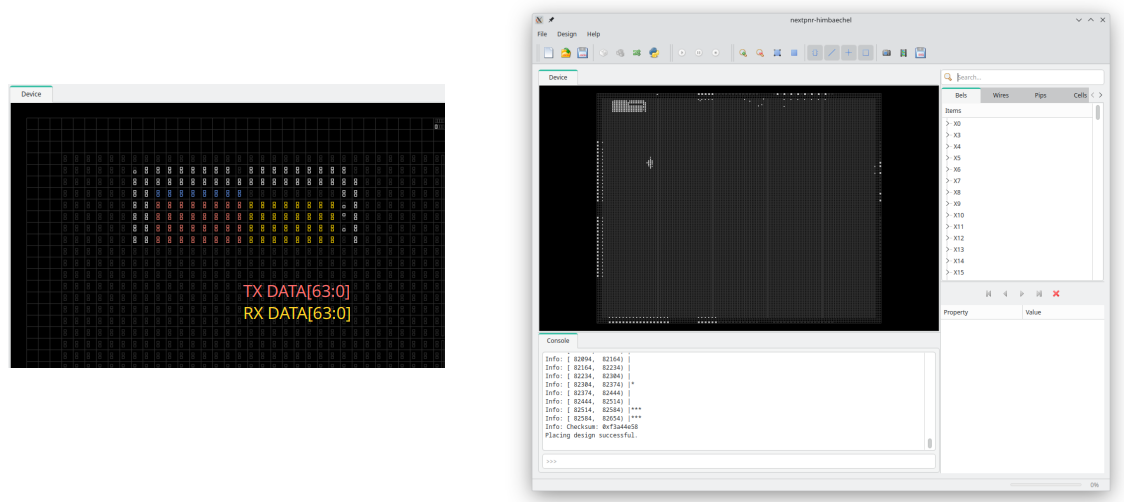 Device
TX DATA[63:0]
RX DATA[63:0]
nextpnr-himbaechel
File Design Help
Device
Search...
Bels Wires Pips Cells
Items
X0
X3
X4
X5
X6
X7
X8
X9
X10
X11
X12
X13
X14
X15
Property Value
Console
Info: [ 82094, 82164) |
Info: [ 82164, 82234) |
Info: [ 82234, 82304) |
Info: [ 82304, 82374) |*
Info: [ 82374, 82444) |
Info: [ 82444, 82514) |
Info: [ 82514, 82584) |***
Info: [ 82584, 82654) |***
Info: Checksum: 0xf3a44e58
Placing design successful.
>>>
0%